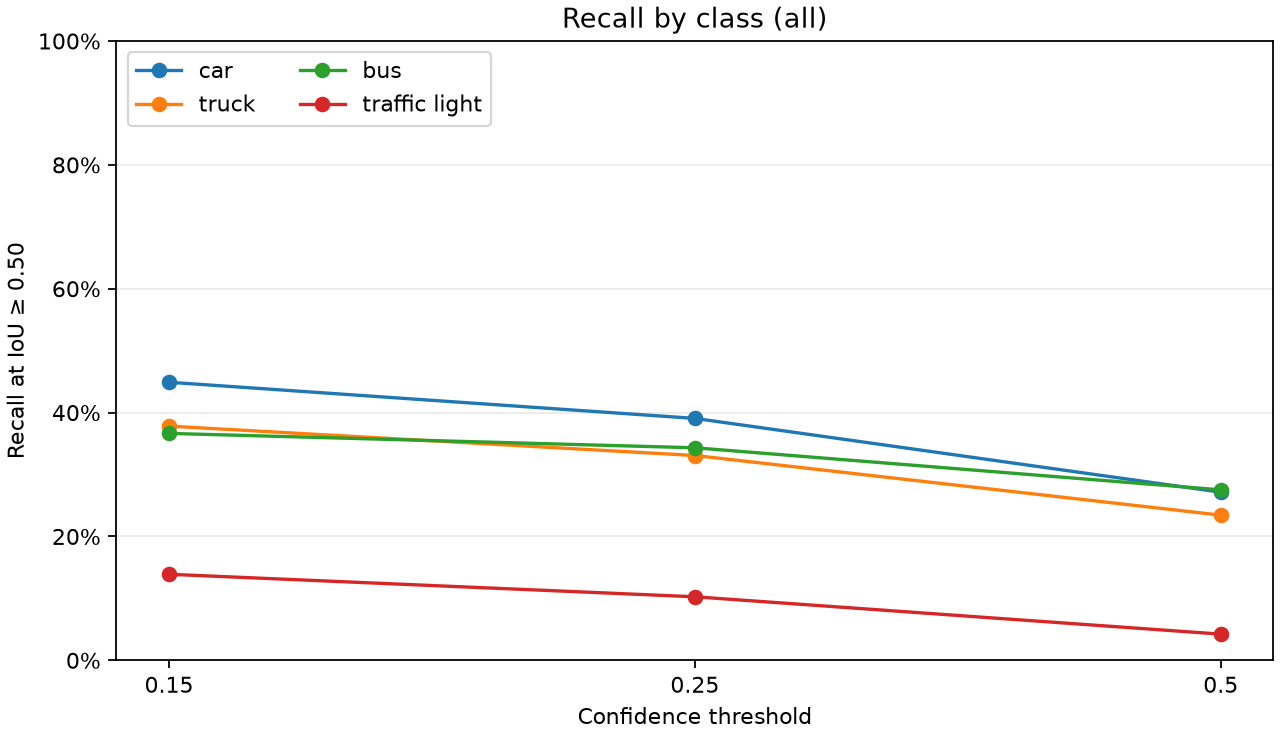 Recall by class (all)
100%
80%
60%
40%
20%
0%
Recall at IoU ≥ 0.50
car
truck
bus
traffic light
0.15
0.25
0.5
Confidence threshold